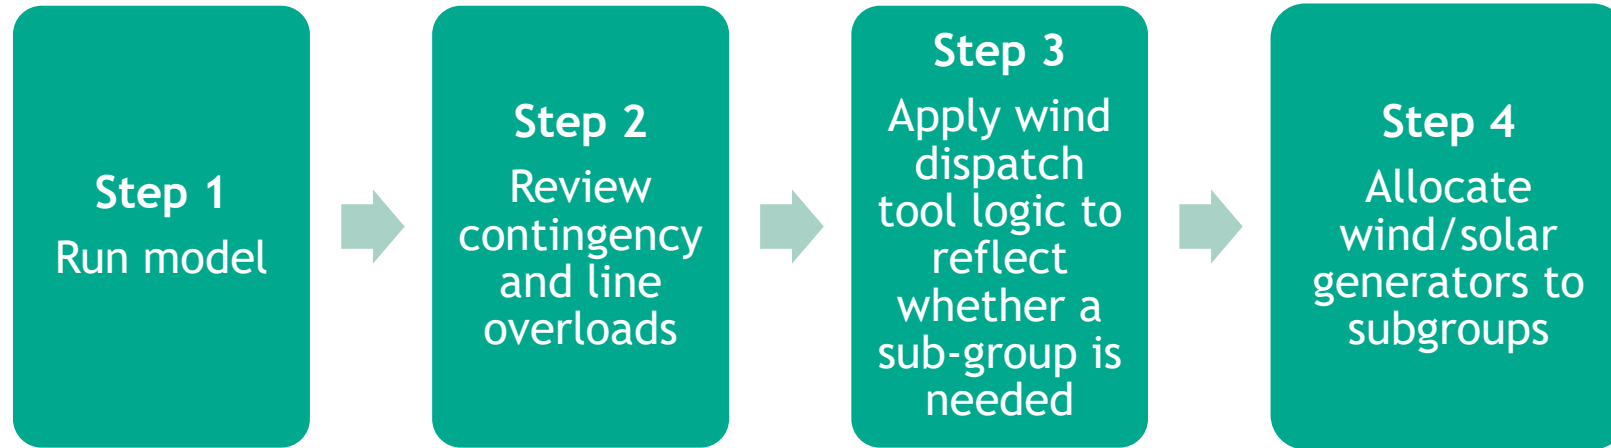 Step 1
Run model
Step 2
Review
contingency
and line
overloads
Step 3
Apply wind
dispatch
tool logic to
reflect
whether a
sub-group is
needed
Step 4
Allocate
wind/solar
generators to
subgroups